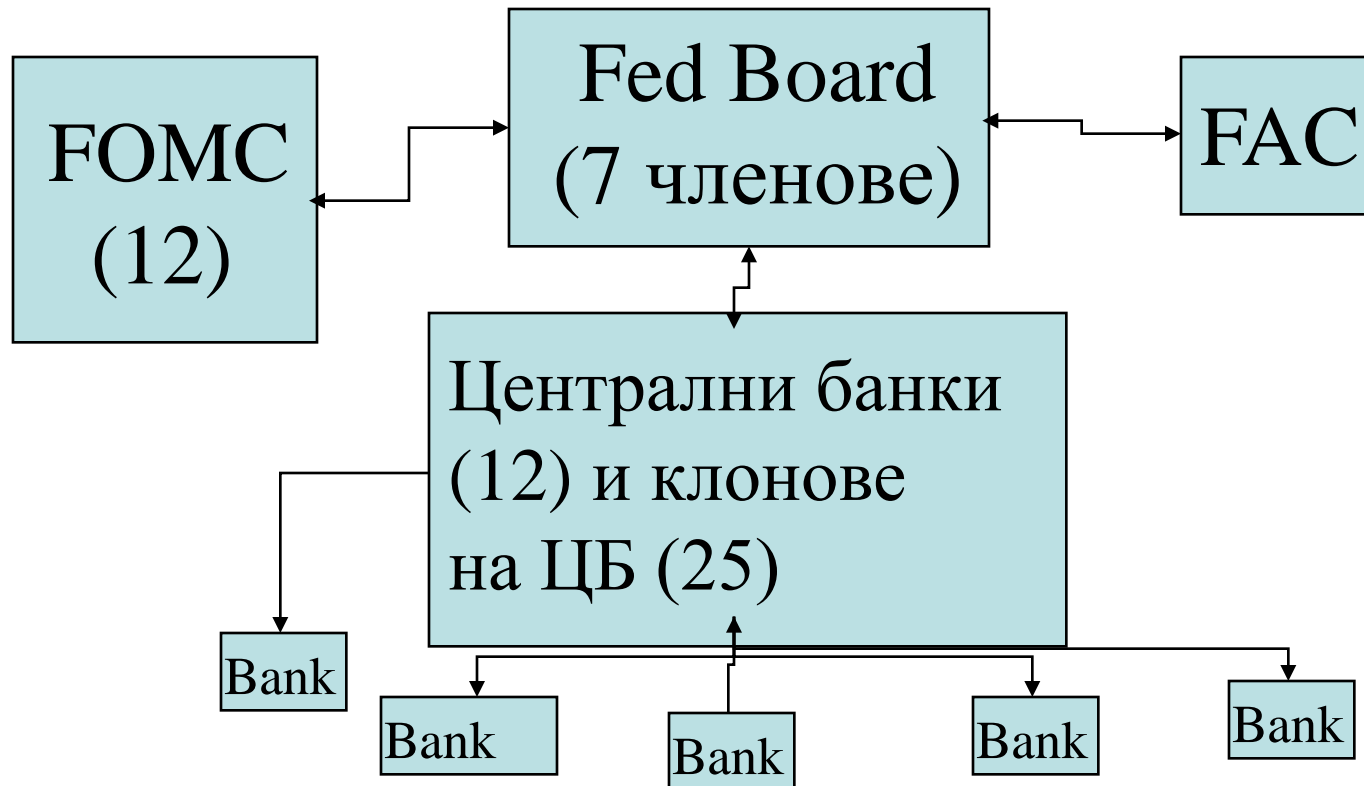 Fed Board
(7 членове)
FOMC
(12)
FAC
Централни банки
(12) и клонове
на ЦБ (25)
Bank
Bank
Bank
Bank
Bank